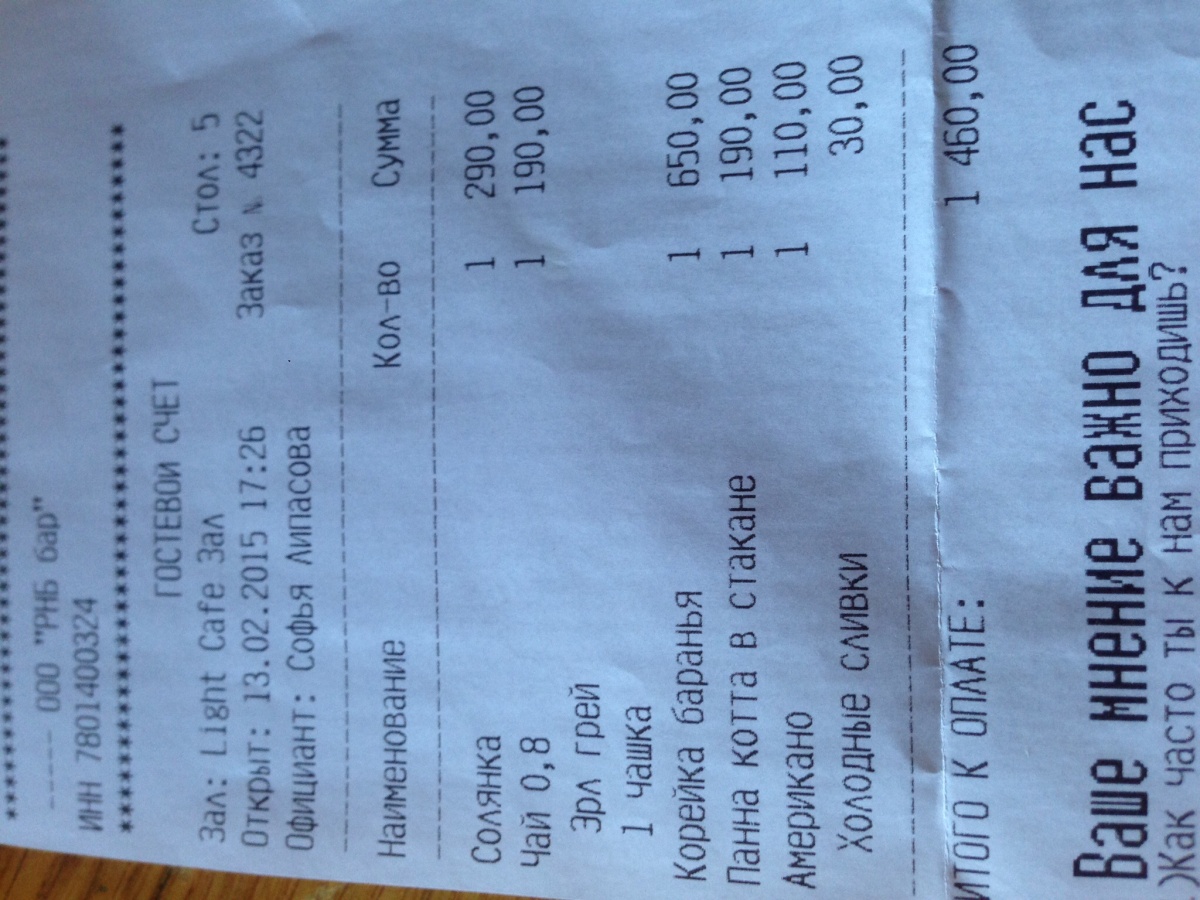 ****************************************
----- ООО "РНБ бар"
ИНН 7801400324
****************************************
ГОСТЕВОЙ СЧЕТ
Зал: Light Cafe Зал Стол: 5
Открыт: 13.02.2015 17:26 Заказ № 4322
Официант: Софья Липасова
Наименование Кол-во Сумма
Солянка 1 290,00
Чай 0,8 1 190,00
Эрл грей
1 чашка
Корейка баранья 1 650,00
Панна котта в стакане 1 190,00
Американо 1 110,00
Холодные сливки 30,00
ИТОГО К ОПЛАТЕ: 1 460,00
Ваше мнение важно для нас
Как часто ты к нам приходишь?